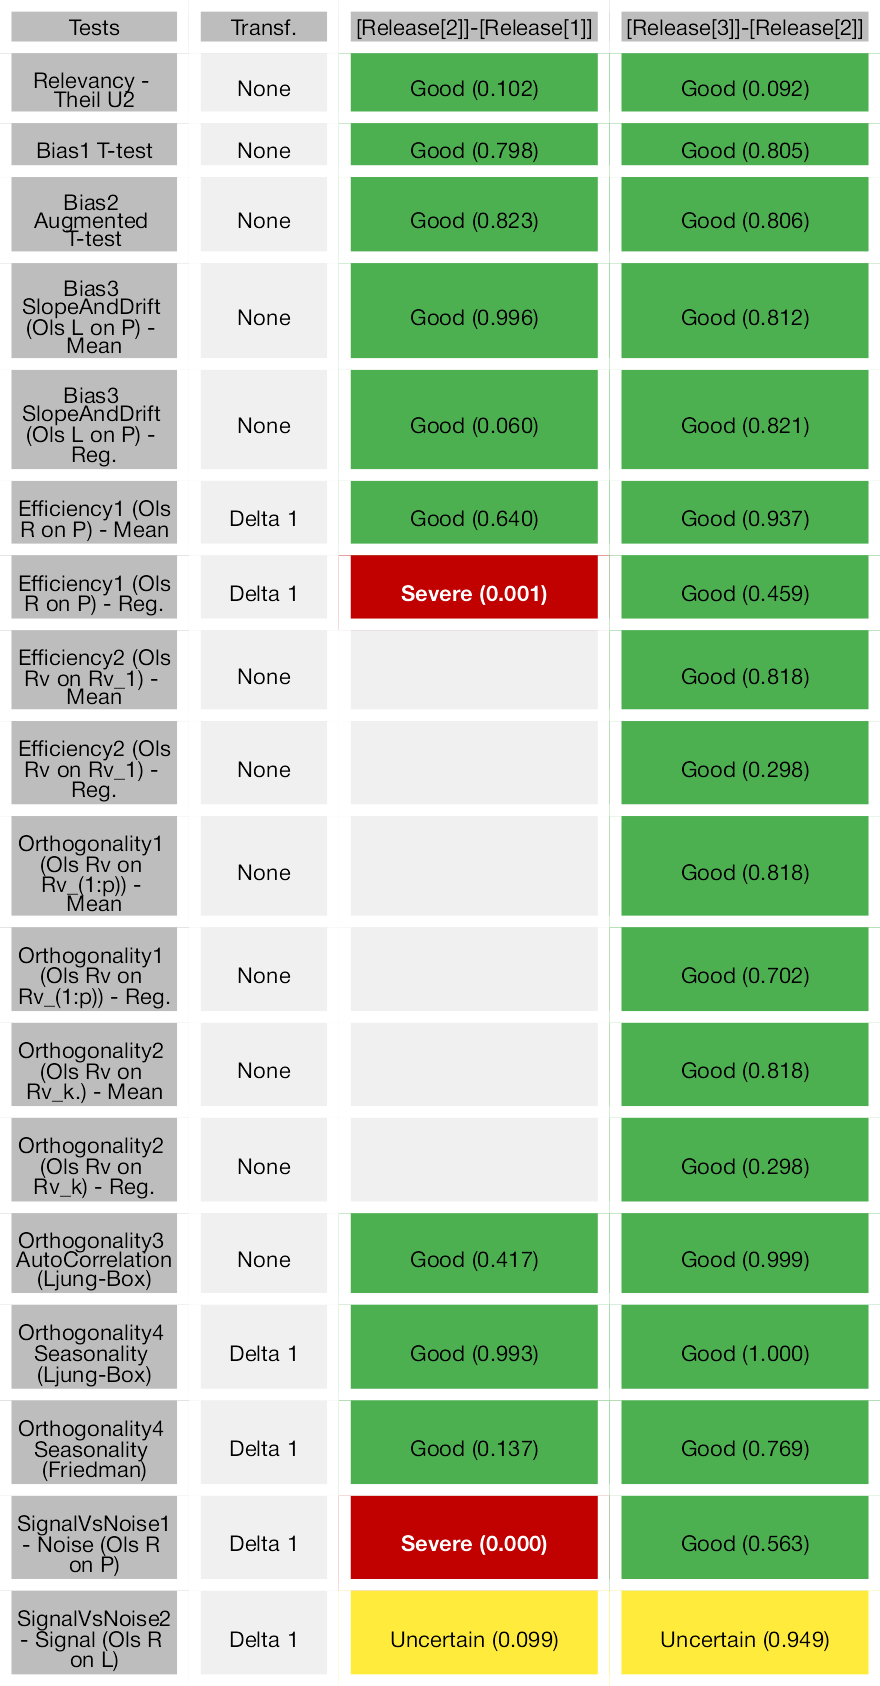 Tests Transf. [Release[2]]-[Release[1]] [Release[3]]-[Release[2]]
Relevancy -
Theil U2
None Good (0.102) Good (0.092)
Bias1 T-test None Good (0.798) Good (0.805)
Bias2
Augmented
T-test
None Good (0.823) Good (0.806)
Bias3
SlopeAndDrift
(Ols L on P) -
Mean
None Good (0.996) Good (0.812)
Bias3
SlopeAndDrift
(Ols L on P) -
Reg.
None Good (0.060) Good (0.821)
Efficiency1 (Ols
R on P) - Mean
Delta 1 Good (0.640) Good (0.937)
Efficiency1 (Ols
R on P) - Reg.
Delta 1 Severe (0.001) Good (0.459)
Efficiency2 (Ols
Rv on Rv_1) -
Mean
None Good (0.818)
Efficiency2 (Ols
Rv on Rv_1) -
Reg.
None Good (0.298)
Orthogonality1
(Ols Rv on
Rv_(1:p)) -
Mean
None Good (0.818)
Orthogonality1
(Ols Rv on
Rv_(1:p)) - Reg.
None Good (0.702)
Orthogonality2
(Ols Rv on
Rv_k.) - Mean
None Good (0.818)
Orthogonality2
(Ols Rv on
Rv_k) - Reg.
None Good (0.298)
Orthogonality3
AutoCorrelation
(Ljung-Box)
None Good (0.417) Good (0.999)
Orthogonality4
Seasonality
(Ljung-Box)
Delta 1 Good (0.993) Good (1.000)
Orthogonality4
Seasonality
(Friedman)
Delta 1 Good (0.137) Good (0.769)
SignalVsNoise1
- Noise (Ols R
on P)
Delta 1 Severe (0.000) Good (0.563)
SignalVsNoise2
- Signal (Ols R
on L)
Delta 1 Uncertain (0.099) Uncertain (0.949)